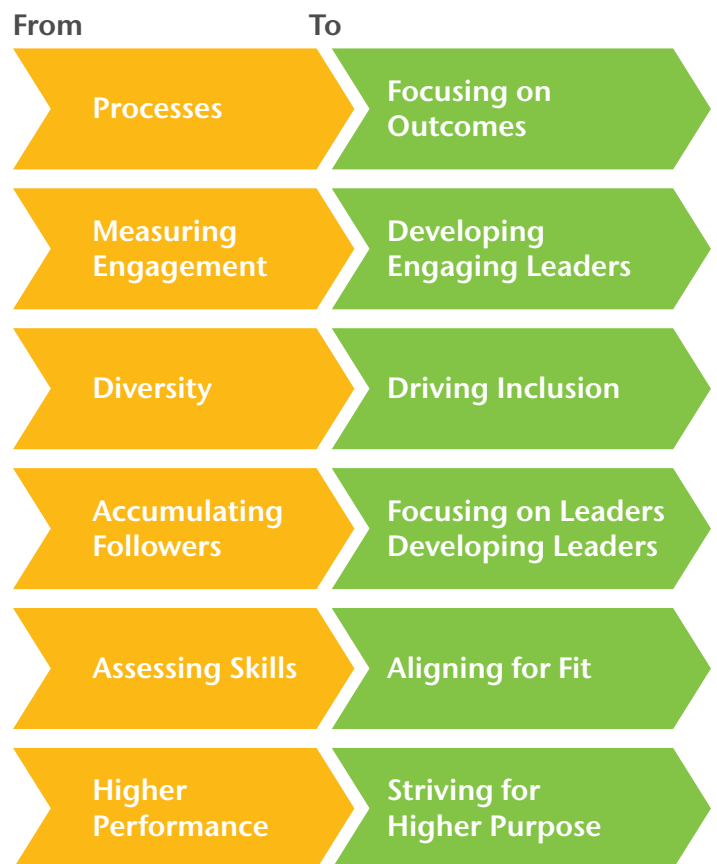 From To
Processes
Focusing on
Outcomes
Measuring
Engagement
Developing
Engaging Leaders
Diversity
Driving Inclusion
Accumulating
Followers
Focusing on Leaders
Developing Leaders
Assessing Skills
Aligning for Fit
Higher
Performance
Striving for
Higher Purpose